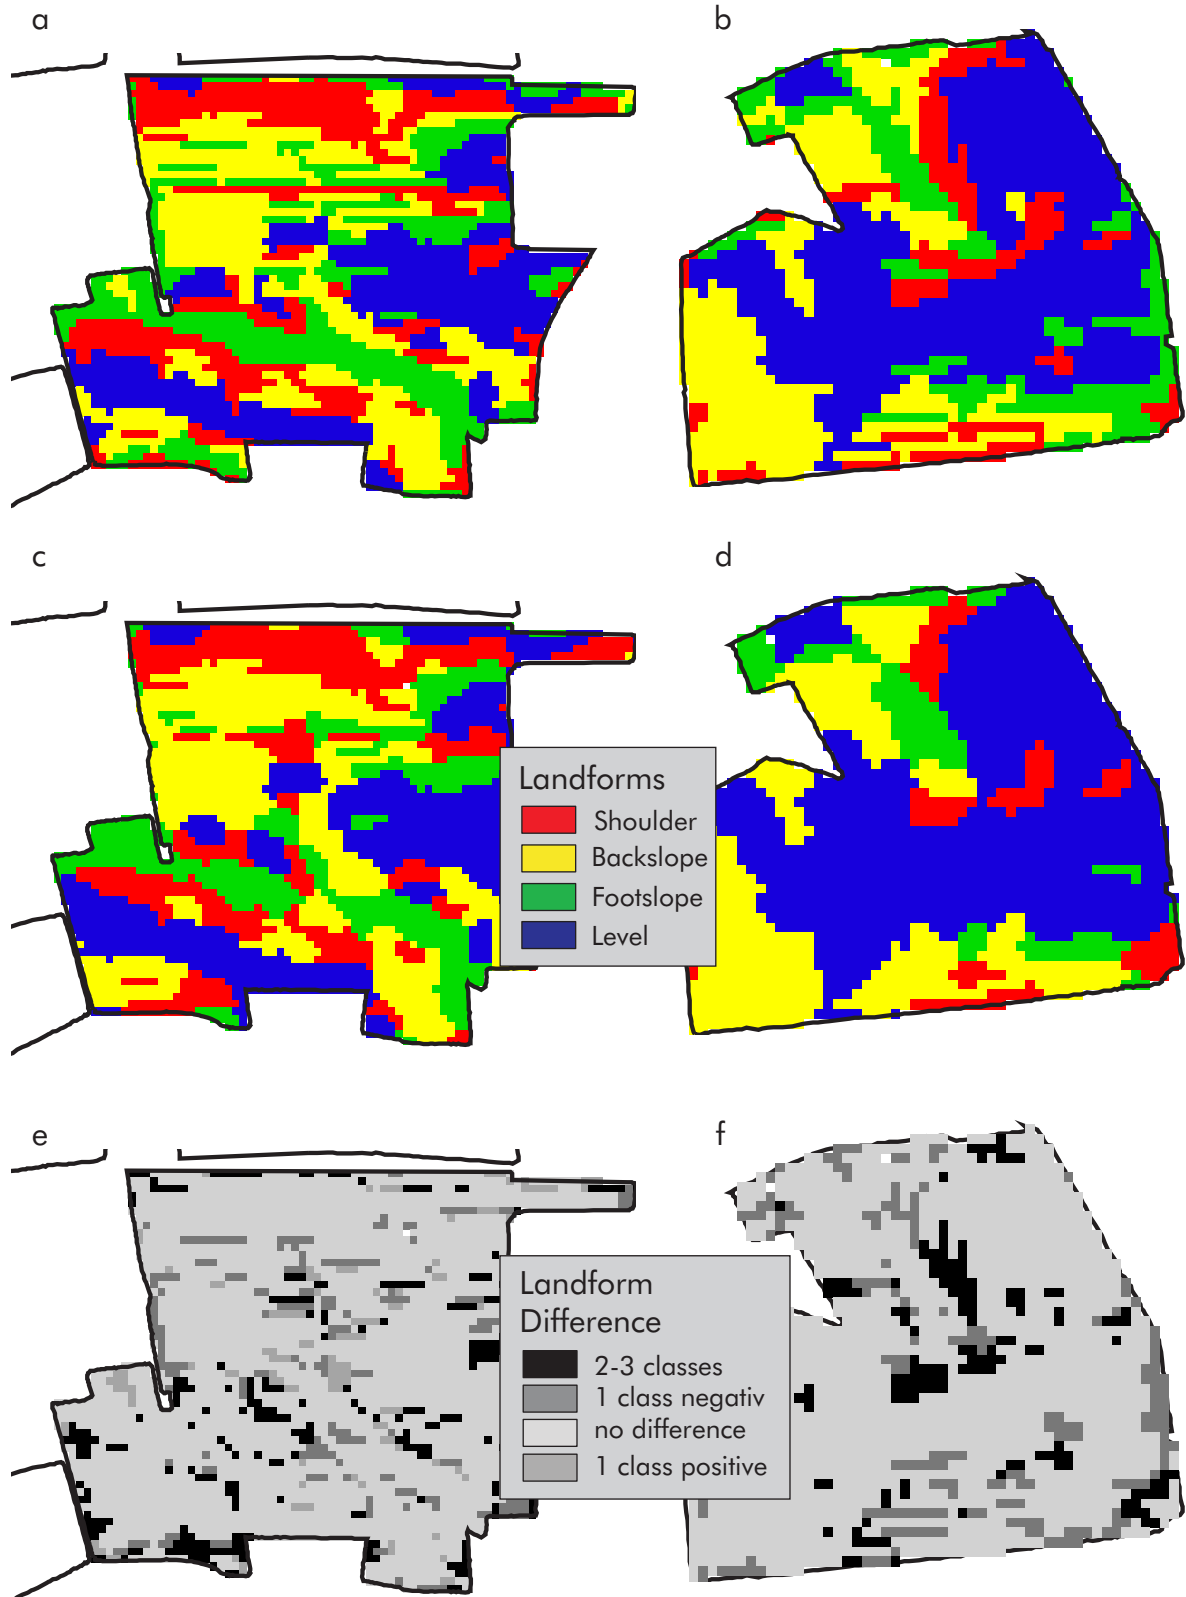 a
b
c
d
Landforms
Shoulder
Backslope
Footslope
Level
e
f
Landform
Difference
2-3 classes
1 class negativ
no difference
1 class positive